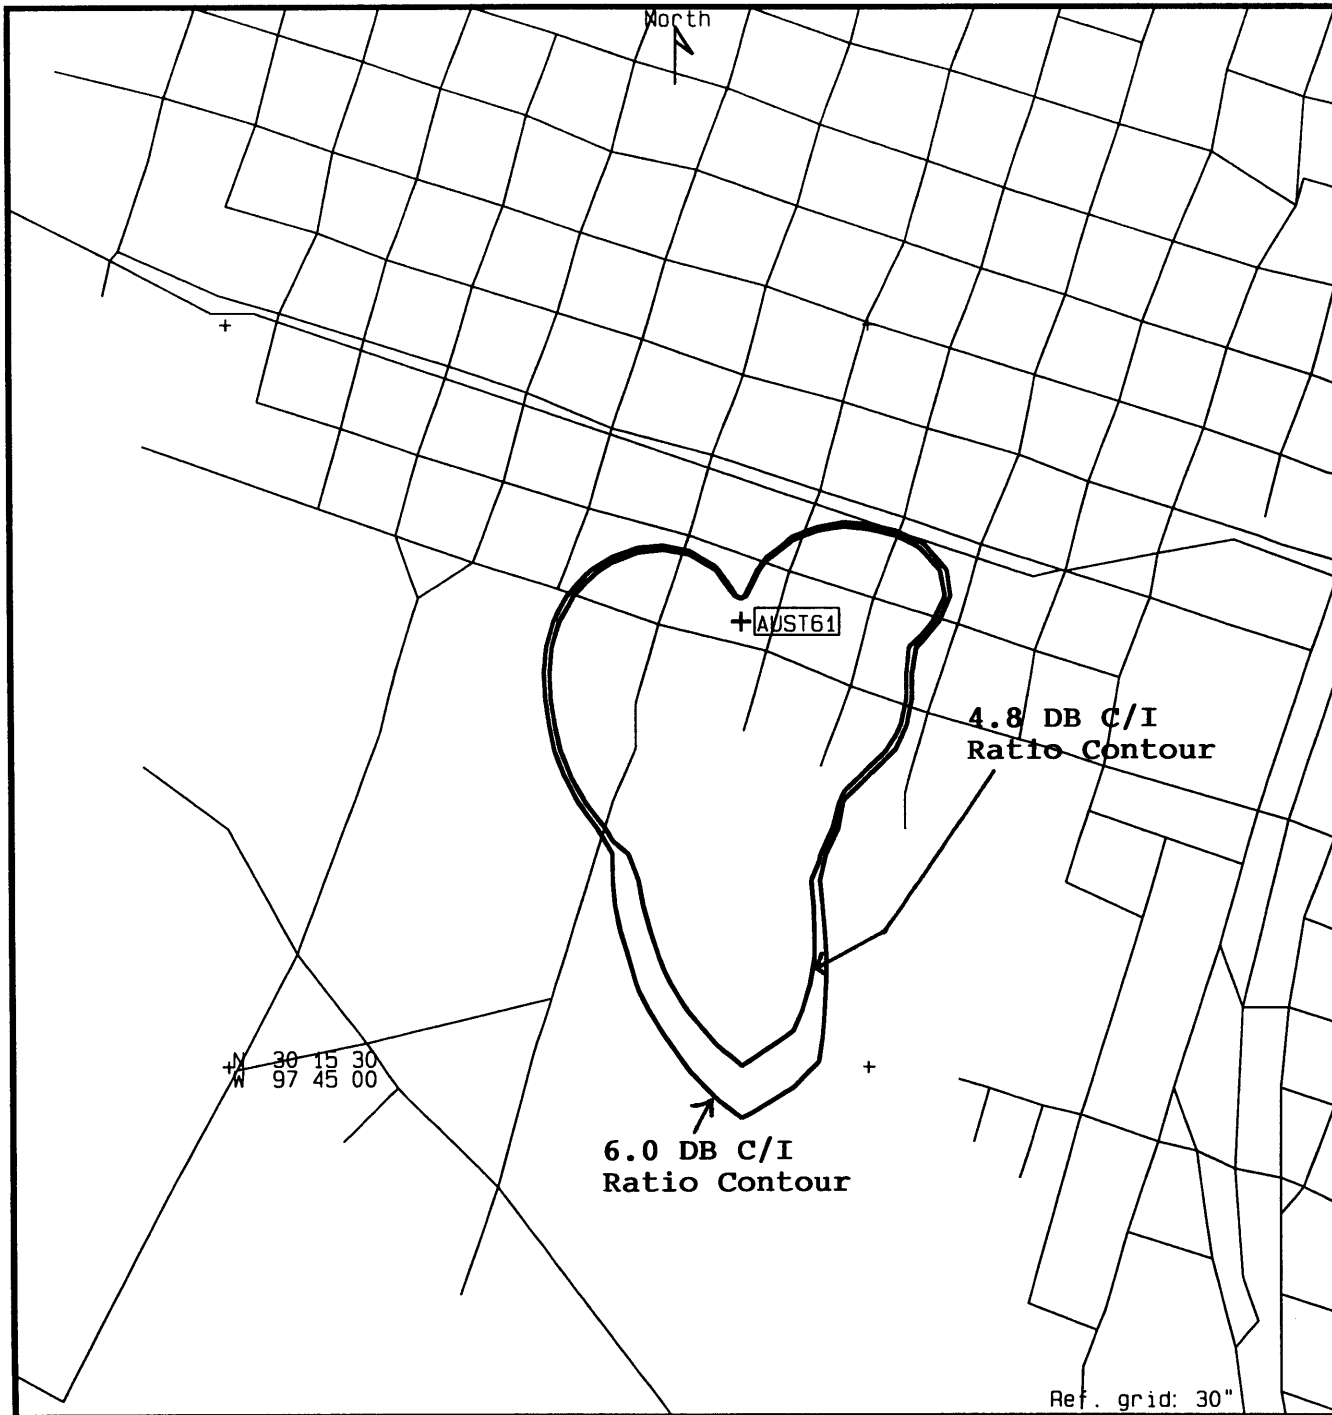 North
AUST61
4.8 DB C/I
Ratio Contour
N 30 15 30
W 97 45 00
6.0 DB C/I
Ratio Contour
Ref. grid: 30"